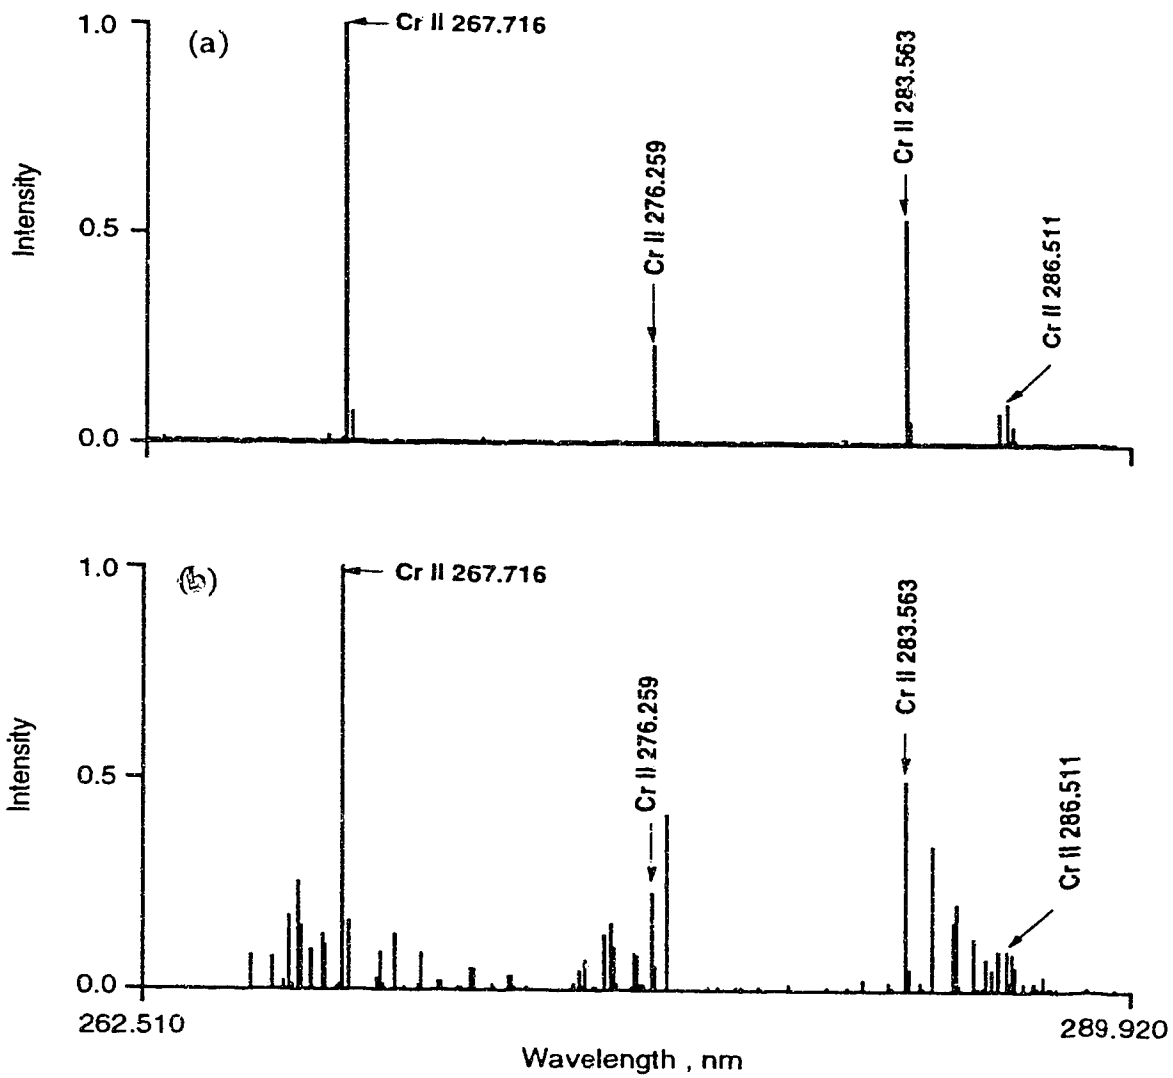 (a)
1.0
0.5
0.0
Intensity
Cr II 267.716
Cr II 276.259
Cr II 283.563
Cr II 286.511
(b)
1.0
0.5
0.0
Intensity
Cr II 267.716
Cr II 276.259
Cr II 283.563
Cr II 286.511
262.510
289.920
Wavelength , nm